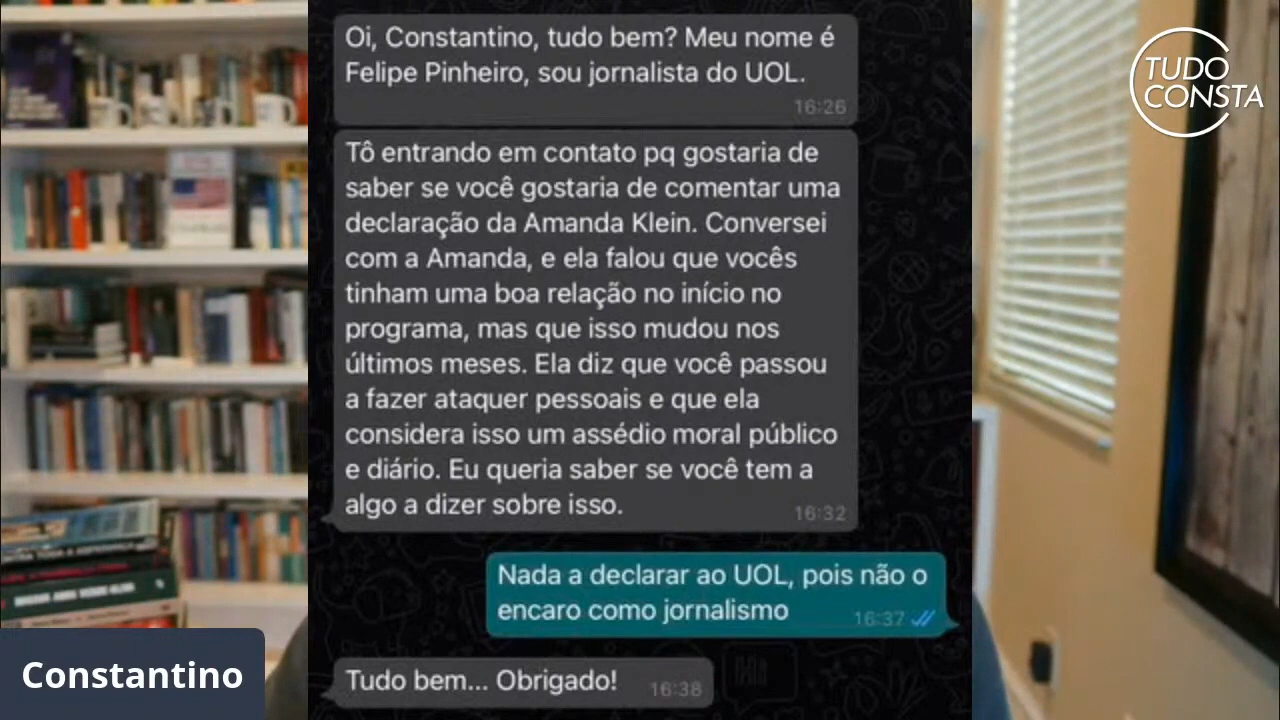 Oi, Constantino, tudo bem? Meu nome é
Felipe Pinheiro, sou jornalista do UOL.
16:26
Tô entrando em contato pq gostaria de
saber se você gostaria de comentar uma
declaração da Amanda Klein. Conversei
com a Amanda, e ela falou que vocês
tinham uma boa relação no início no
programa, mas que isso mudou nos
últimos meses. Ela diz que você passou
a fazer ataquer pessoais e que ela
considera isso um assédio moral público
e diário. Eu queria saber se você tem a
algo a dizer sobre isso.
16:32
Nada a declarar ao UOL, pois não o
encaro como jornalismo
16:37
Tudo bem... Obrigado!
16:38
TUDO
CONSTA
Constantino